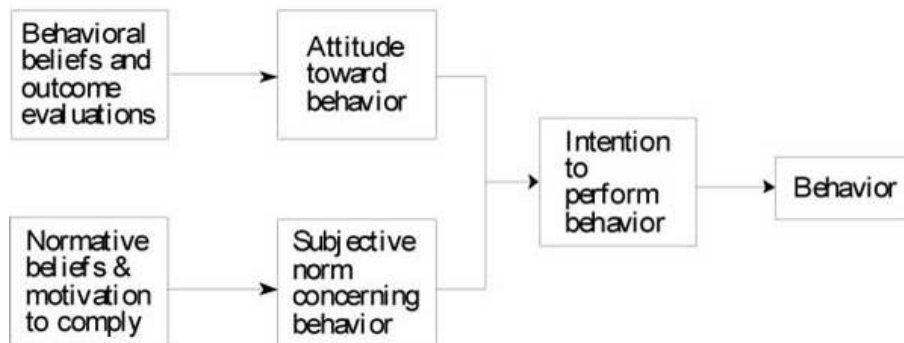 Behavioral
beliefs and
outcome
evaluations
Attitude
toward
behavior
Normative
beliefs &
motivation
to comply
Subjective
norm
concerning
behavior
Intention
to
perform
behavior
Behavior